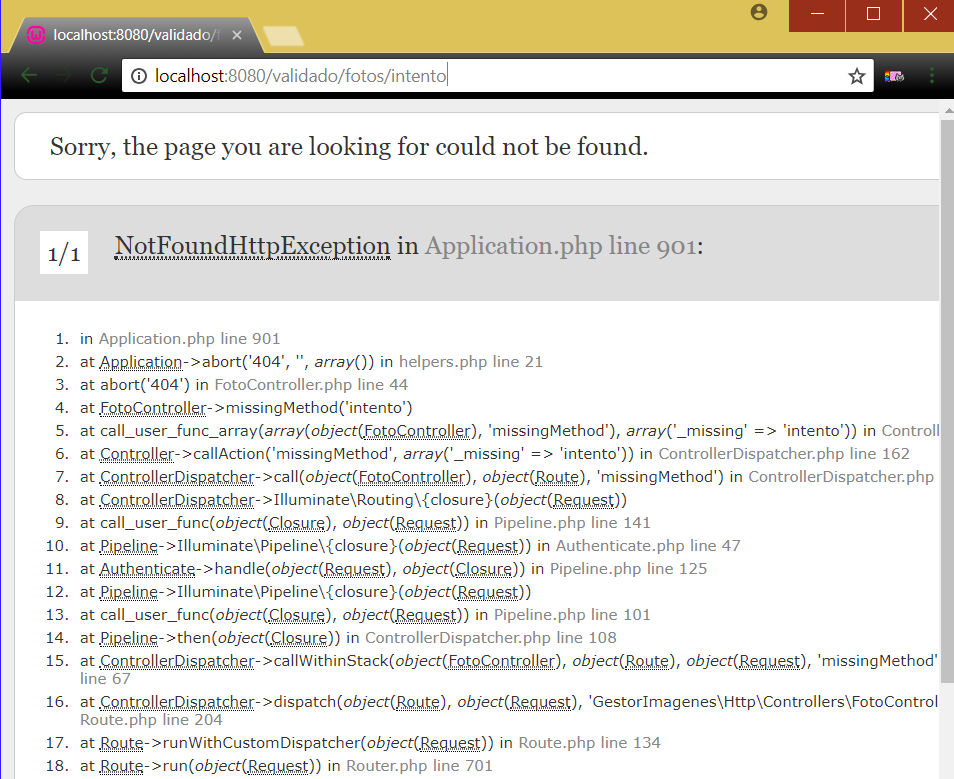 localhost:8080/validado/f
localhost:8080/validado/fotos/intento
Sorry, the page you are looking for could not be found.
1/1
NotFoundHttpException in Application.php line 901:
1. in Application.php line 901
2. at Application->abort('404', '', array()) in helpers.php line 21
3. at abort('404') in FotoController.php line 44
4. at FotoController->missingMethod('intento')
5. at call_user_func_array(array(object(FotoController), 'missingMethod'), array('_missing' => 'intento')) in Controll
6. at Controller->callAction('missingMethod', array('_missing' => 'intento')) in ControllerDispatcher.php line 162
7. at ControllerDispatcher->call(object(FotoController), object(Route), 'missingMethod') in ControllerDispatcher.php
8. at ControllerDispatcher->Illuminate\Routing\{closure}(object(Request))
9. at call_user_func(object(Closure), object(Request)) in Pipeline.php line 141
10. at Pipeline->Illuminate\Pipeline\{closure}(object(Request)) in Authenticate.php line 47
11. at Authenticate->handle(object(Request), object(Closure)) in Pipeline.php line 125
12. at Pipeline->Illuminate\Pipeline\{closure}(object(Request))
13. at call_user_func(object(Closure), object(Request)) in Pipeline.php line 101
14. at Pipeline->then(object(Closure)) in ControllerDispatcher.php line 108
15. at ControllerDispatcher->callWithinStack(object(FotoController), object(Route), object(Request), 'missingMethod'
line 67
16. at ControllerDispatcher->dispatch(object(Route), object(Request), 'GestorImagenes\Http\Controllers\FotoControl
Route.php line 204
17. at Route->runWithCustomDispatcher(object(Request)) in Route.php line 134
18. at Route->run(object(Request)) in Router.php line 701